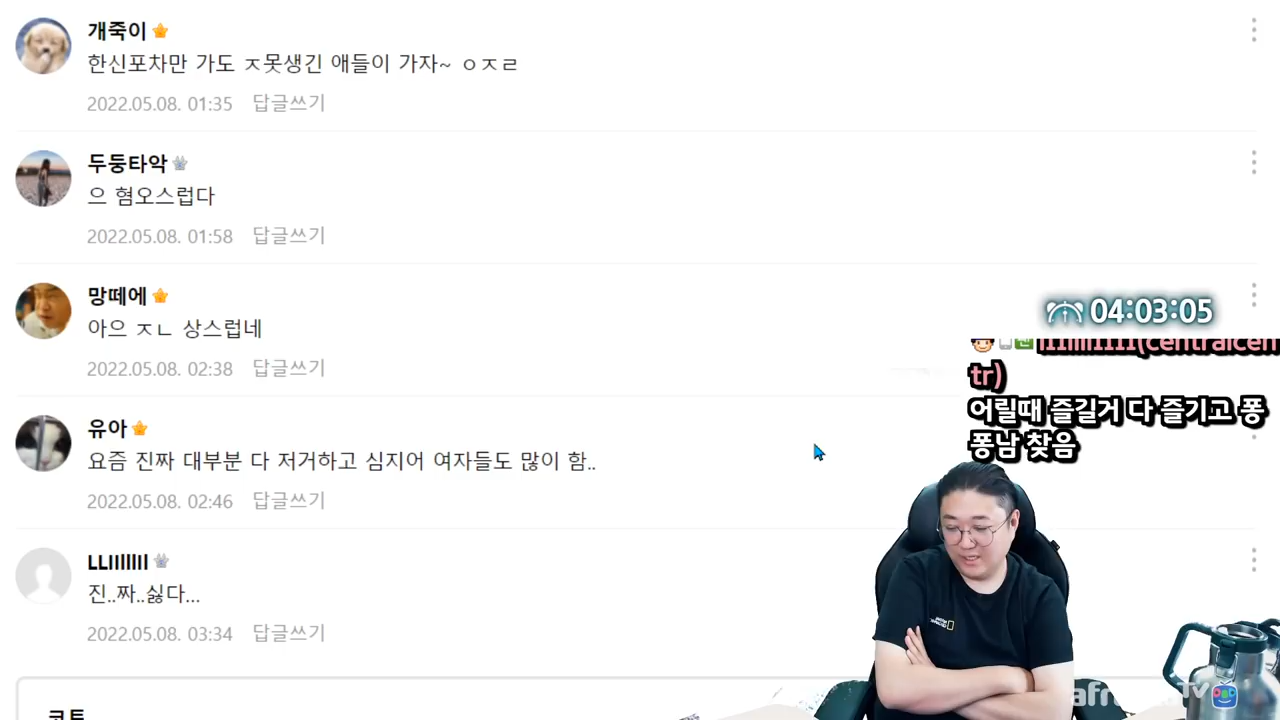 개죽이
한신포차만 가도 ㅈ못생긴 애들이 가자~ ㅇㅈㄹ
2022.05.08. 01:35 답글쓰기
두둥타악
으 혐오스럽다
2022.05.08. 01:58 답글쓰기
망떼에
아으 ㅈㄴ 상스럽네
2022.05.08. 02:38 답글쓰기
04:03:05
tr)
어릴때 즐길거 다 즐기고 퐁
퐁남 찾음
유아
요즘 진짜 대부분 다 저거하고 심지어 여자들도 많이 함..
2022.05.08. 02:46 답글쓰기
LLIIllIII
진..짜..싫다...
2022.05.08. 03:34 답글쓰기